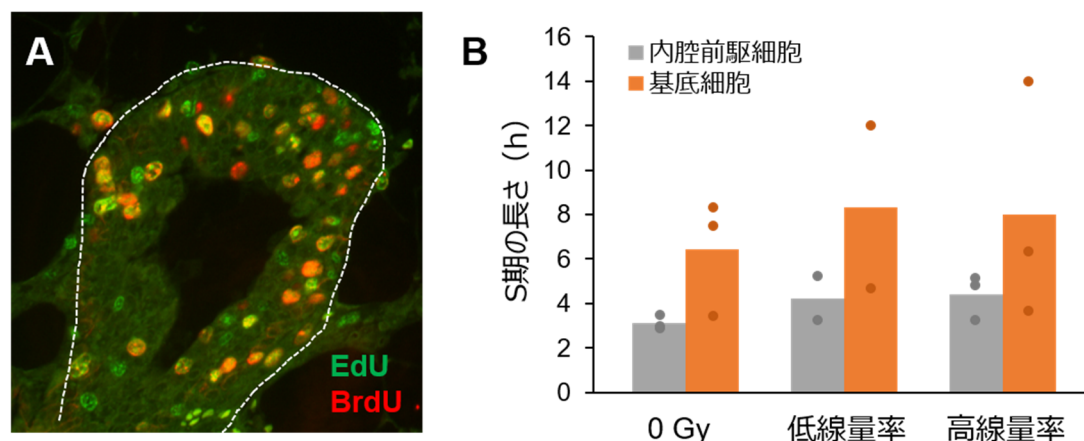 A
EdU
BrdU
B
S期の長さ（h）
16
14
12
10
8
6
4
2
0
内腔前駆細胞
基底細胞
0 Gy
低線量率
高線量率